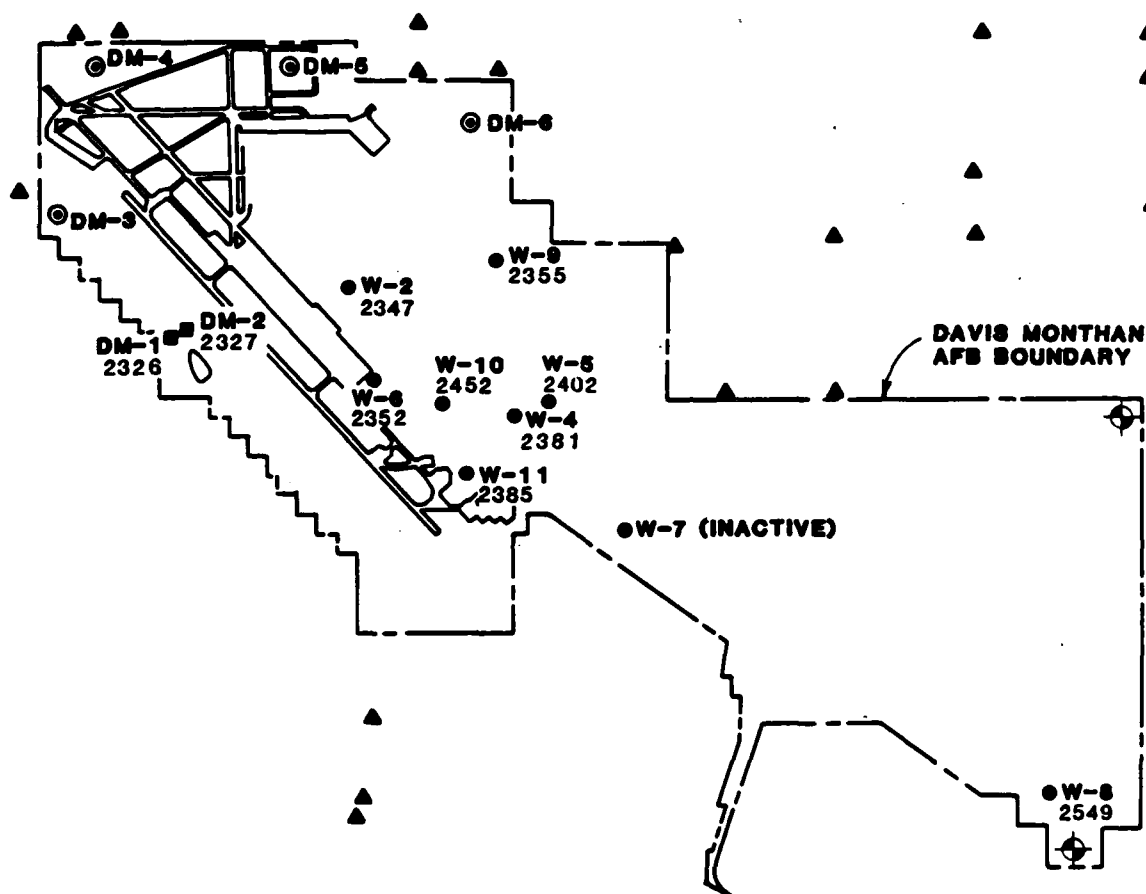 DM-4
DM-5
DM-6
DM-3
W-9
2355
W-2
2347
DM-2
2327
DM-1
2326
DAVIS MONTHAN
AFB BOUNDARY
W-10
2452
W-5
2402
W-6
2352
W-4
2381
W-11
2385
W-7 (INACTIVE)
W-8
2549